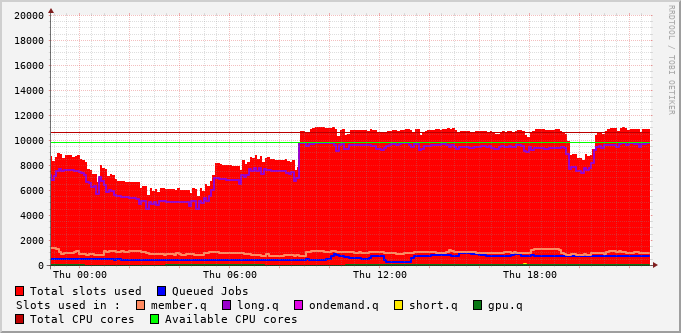 20000
18000
16000
14000
12000
10000
8000
6000
4000
2000
0
Thu 00:00 Thu 06:00 Thu 12:00 Thu 18:00
RRDTOOL / TOBI OETIKER
Total slots used Queued Jobs
Slots used in : member.q long.q ondemand.q short.q gpu.q
Total CPU cores Available CPU cores